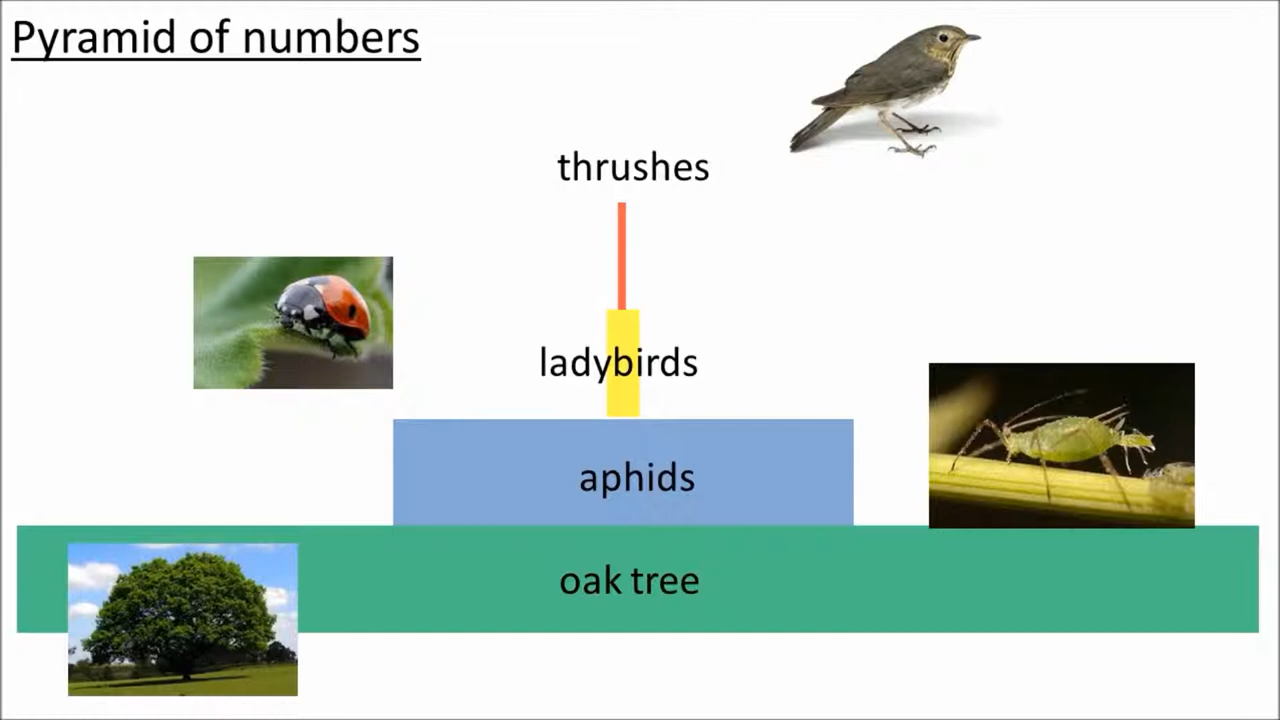 Pyramid of numbers
thrushes
ladybirds
aphids
oak tree